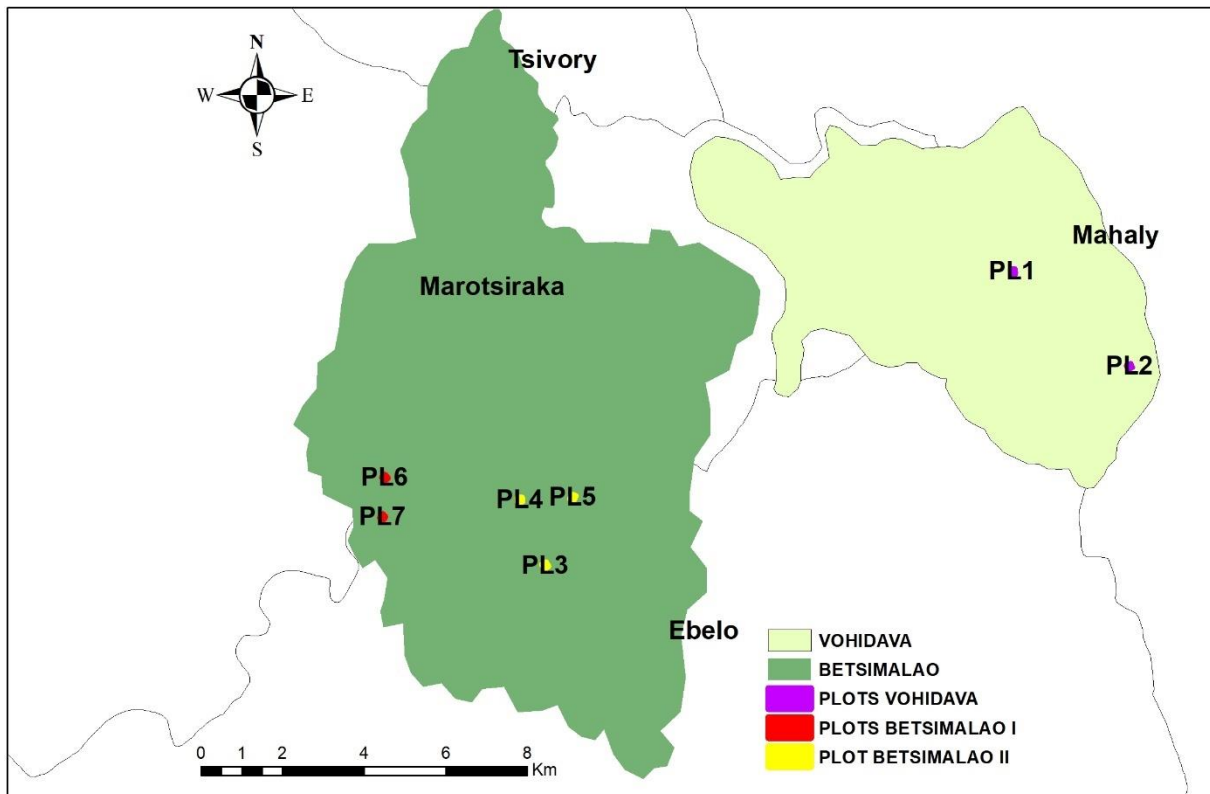 Tsivory
N
W E
S
Mahaly
PL1
Marotsiraka
PL2
PL6
PL4 PL5
PL7
PL3
Ebelo
VOHIDAVA
BETSIMALAO
PLOTS VOHIDAVA
PLOTS BETSIMALAO I
PLOT BETSIMALAO II
0 1 2 4 6 8
Km